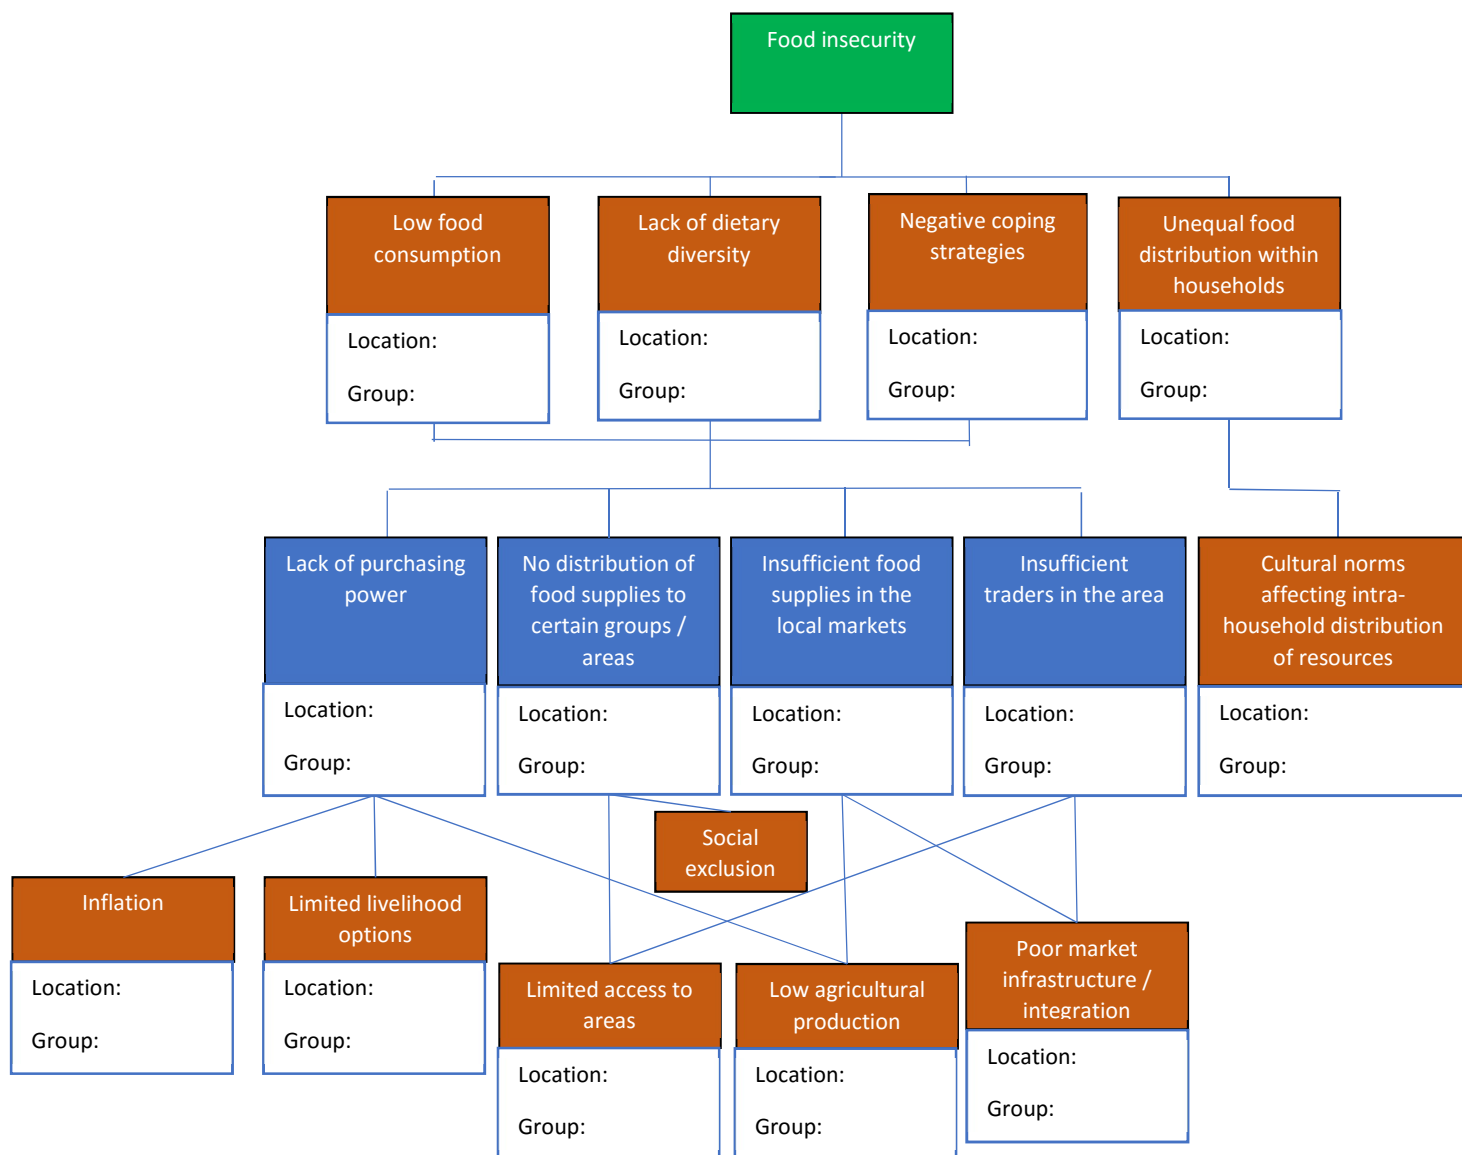 Food insecurity
Low food
consumption
Location:
Group:
Lack of dietary
diversity
Location:
Group:
Negative coping
strategies
Location:
Group:
Unequal food
distribution within
households
Location:
Group:
Lack of purchasing
power
Location:
Group:
No distribution of
food supplies to
certain groups /
areas
Location:
Group:
Insufficient food
supplies in the
local markets
Location:
Group:
Insufficient
traders in the area
Location:
Group:
Cultural norms
affecting intra-
household distribution
of resources
Location:
Group:
Social
exclusion
Inflation
Location:
Group:
Limited livelihood
options
Location:
Group:
Limited access to
areas
Location:
Group:
Low agricultural
production
Location:
Group:
Poor market
infrastructure /
integration
Location:
Group: